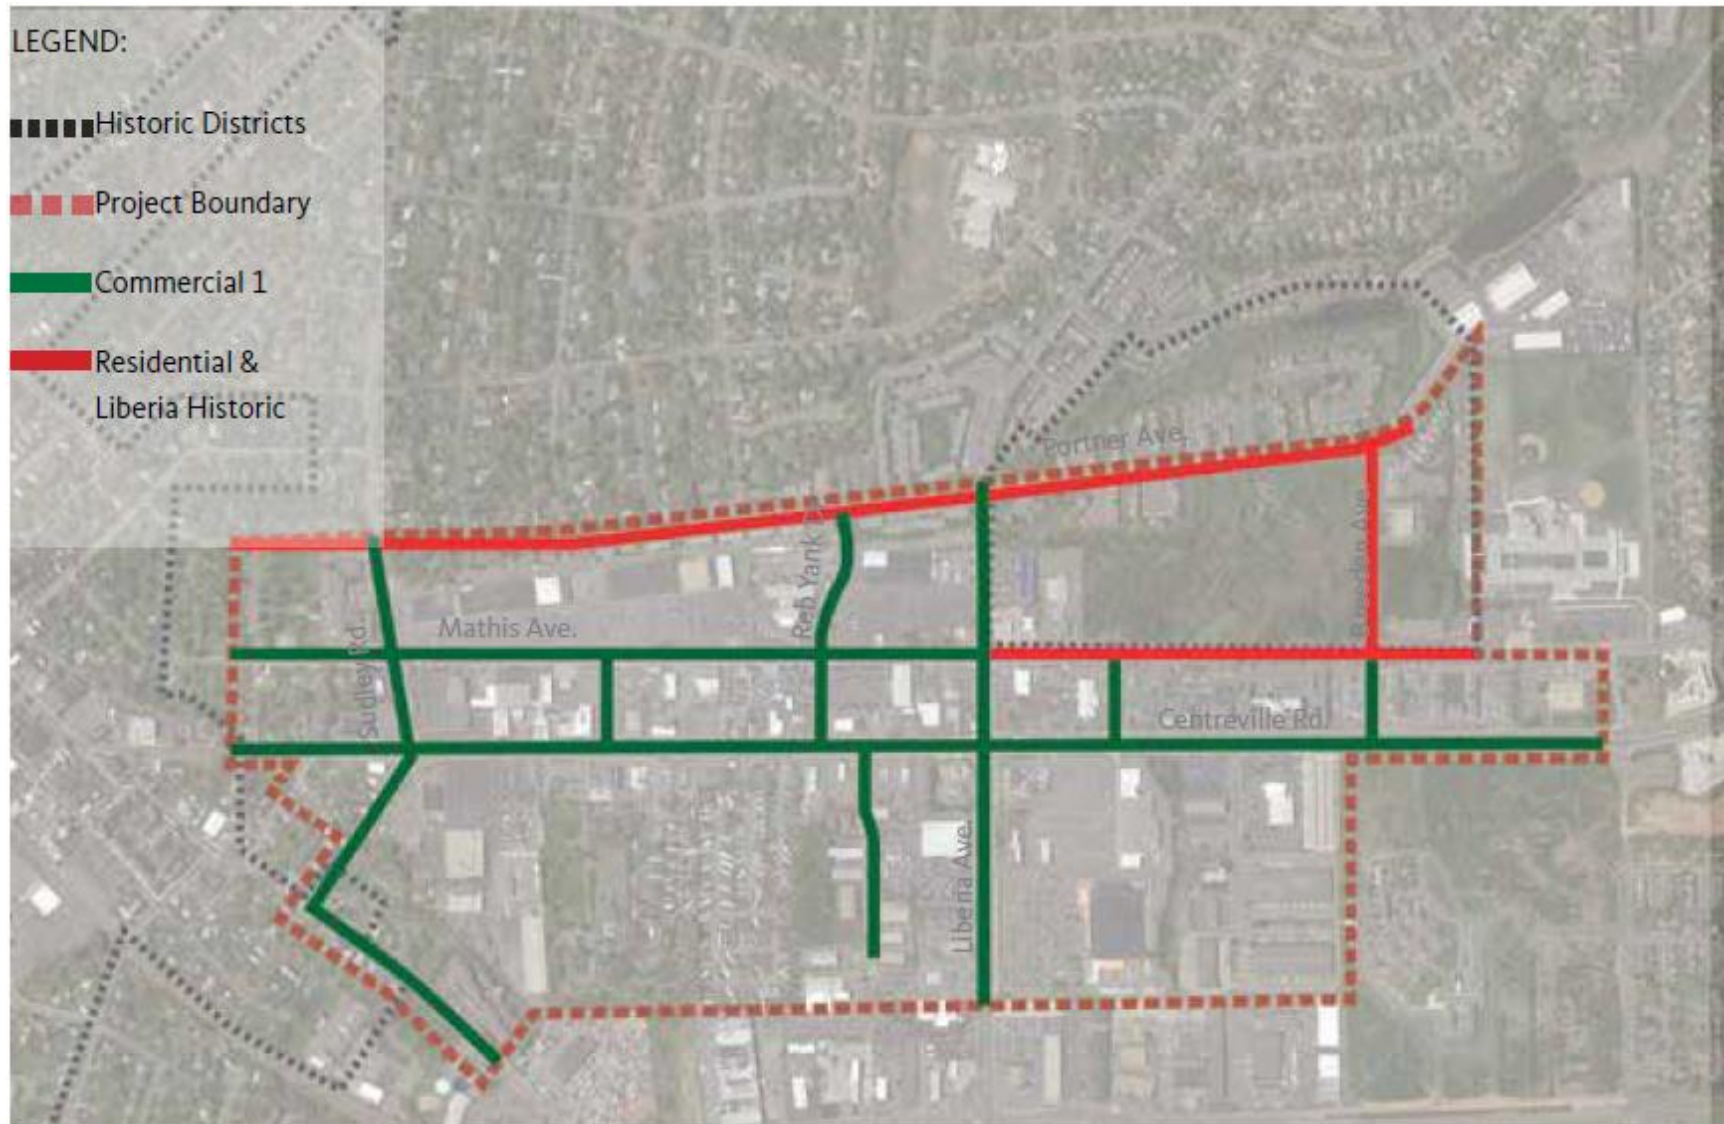 LEGEND:
Historic Districts
Project Boundary
Commercial 1
Residential &
Liberia Historic
Portner Ave.
Reb Yank
Mathis Ave.
Sudley Rd.
Centreville Rd.
Liberia Ave.